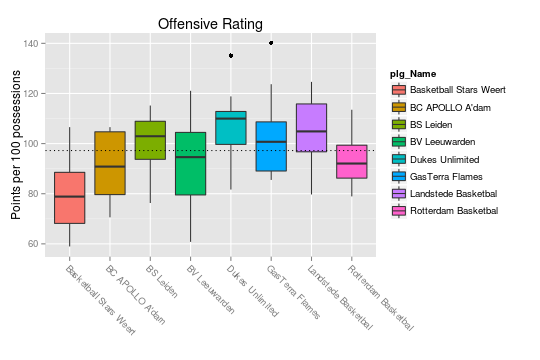 Offensive Rating
Points per 100 possessions
140
120
100
80
60
Basketball Stars Weert
BC APOLLO A'dam
BS Leiden
BV Leeuwarden
Dukes Unlimited
GasTerra Flames
Landstede Basketbal
Rotterdam Basketbal
plg_Name
Basketball Stars Weert
BC APOLLO A'dam
BS Leiden
BV Leeuwarden
Dukes Unlimited
GasTerra Flames
Landstede Basketbal
Rotterdam Basketbal